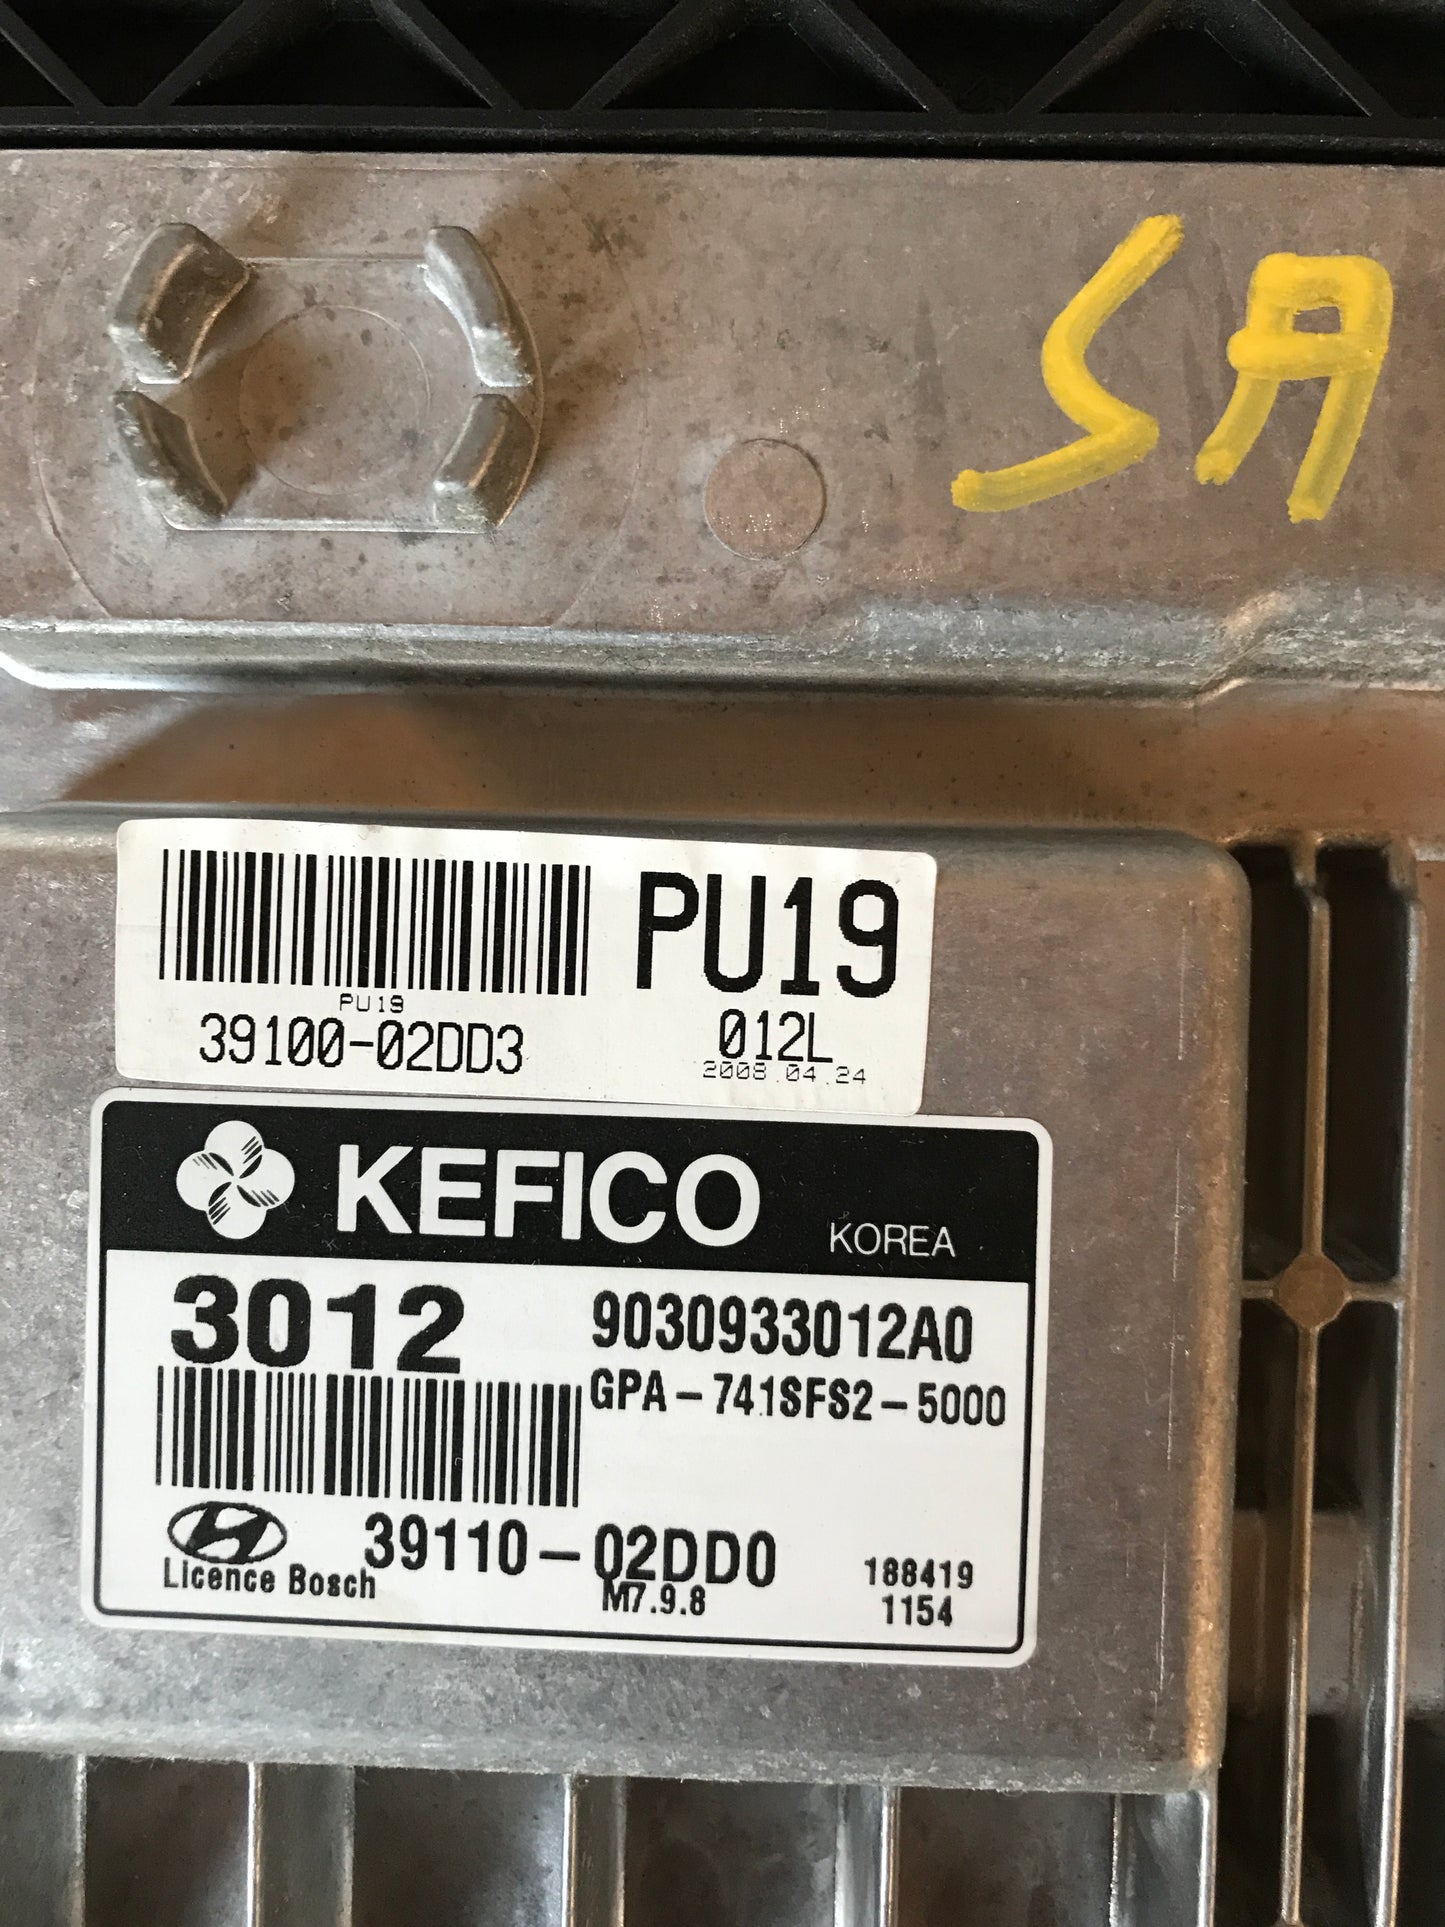 SA
PU19
PU19
39100-02DD3
012L
2008.04.24
KEFICO
KOREA
3012
9030933012A0
GPA-741SFS2-5000
39110-02DD0
Licence Bosch
M7.9.8
188419
1154